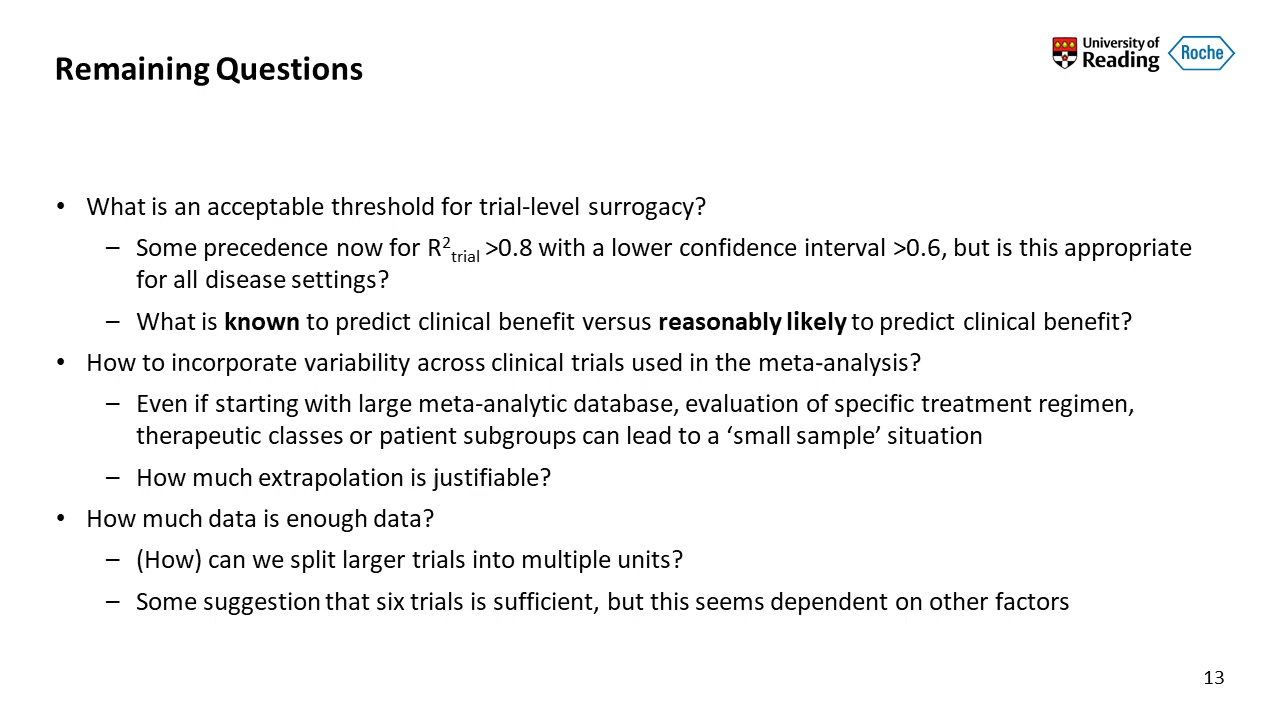 Remaining Questions
University of
Reading
Roche
• What is an acceptable threshold for trial-level surrogacy?
– Some precedence now for R²trial >0.8 with a lower confidence interval >0.6, but is this appropriate
for all disease settings?
– What is known to predict clinical benefit versus reasonably likely to predict clinical benefit?
• How to incorporate variability across clinical trials used in the meta-analysis?
– Even if starting with large meta-analytic database, evaluation of specific treatment regimen,
therapeutic classes or patient subgroups can lead to a ‘small sample’ situation
– How much extrapolation is justifiable?
• How much data is enough data?
– (How) can we split larger trials into multiple units?
– Some suggestion that six trials is sufficient, but this seems dependent on other factors
13